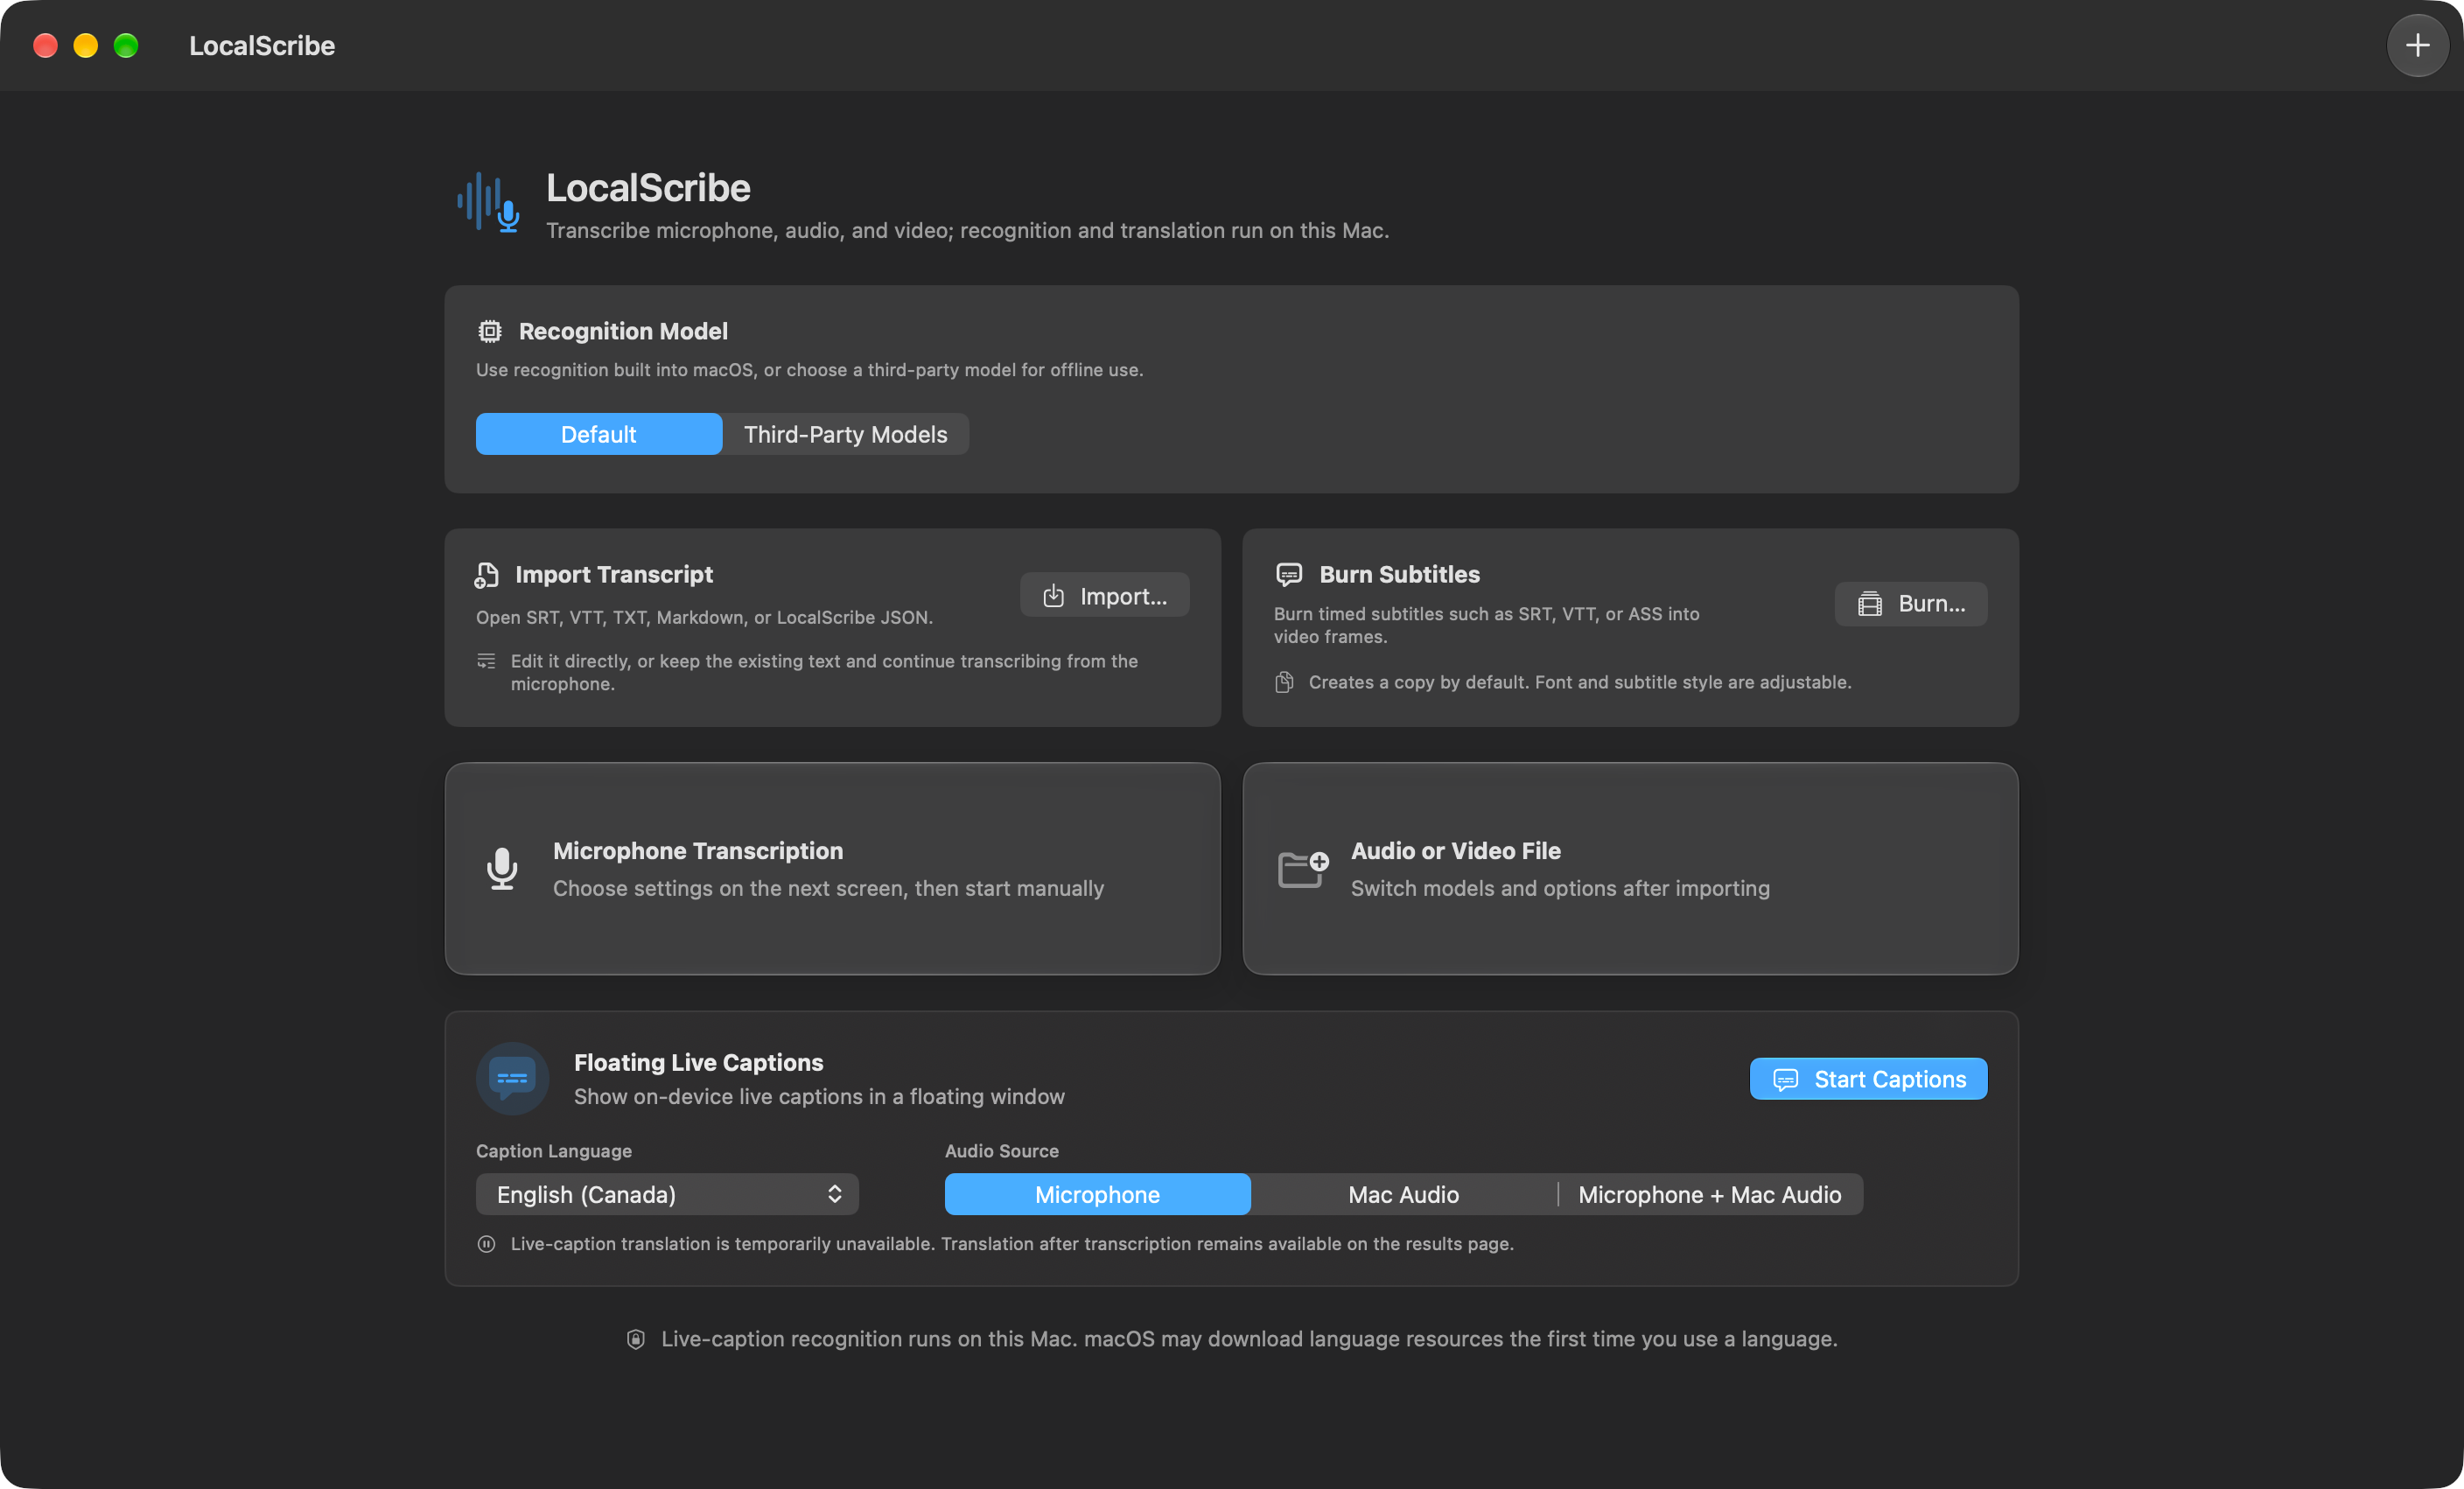 LocalScribe
LocalScribe
Transcribe microphone, audio, and video; recognition and translation run on this Mac.
Recognition Model
Use recognition built into macOS, or choose a third-party model for offline use.
Default
Third-Party Models
Import Transcript
Import...
Open SRT, VTT, TXT, Markdown, or LocalScribe JSON.
Edit it directly, or keep the existing text and continue transcribing from the
microphone.
Burn Subtitles
Burn...
Burn timed subtitles such as SRT, VTT, or ASS into
video frames.
Creates a copy by default. Font and subtitle style are adjustable.
Microphone Transcription
Choose settings on the next screen, then start manually
Audio or Video File
Switch models and options after importing
Floating Live Captions
Show on-device live captions in a floating window
Start Captions
Caption Language
English (Canada)
Audio Source
Microphone
Mac Audio
Microphone + Mac Audio
Live-caption translation is temporarily unavailable. Translation after transcription remains available on the results page.
Live-caption recognition runs on this Mac. macOS may download language resources the first time you use a language.